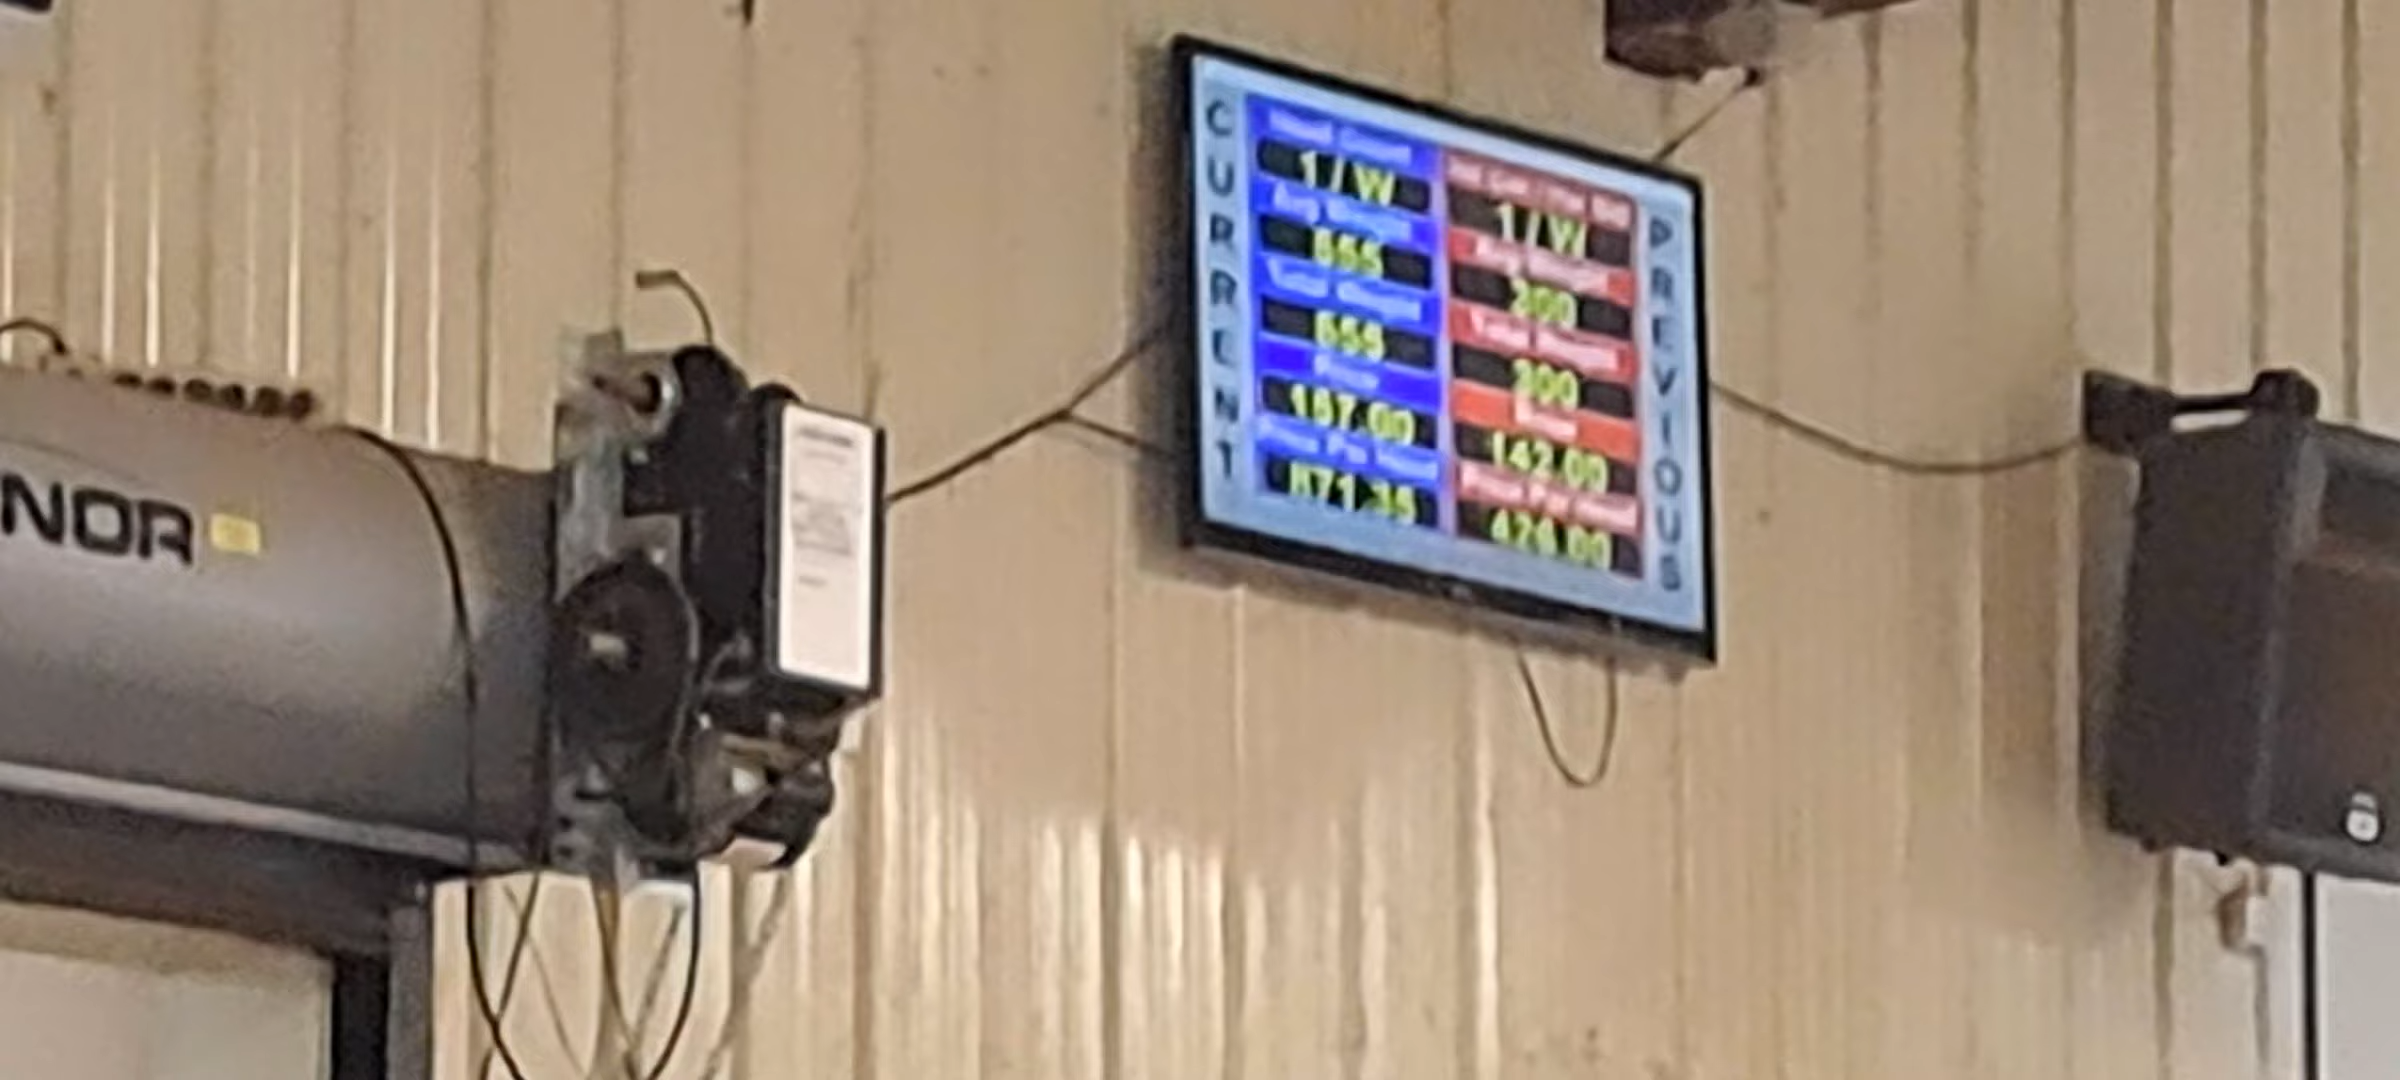 NOR
CURRENT
Head Count
1 / W
Avg Weight
555
Total Weight
555
Price
157.00
Price Per Head
871.35
1 / W
Avg Weight
300
Total Weight
300
Price
142.00
Price Per Head
426.00
PREVIOUS